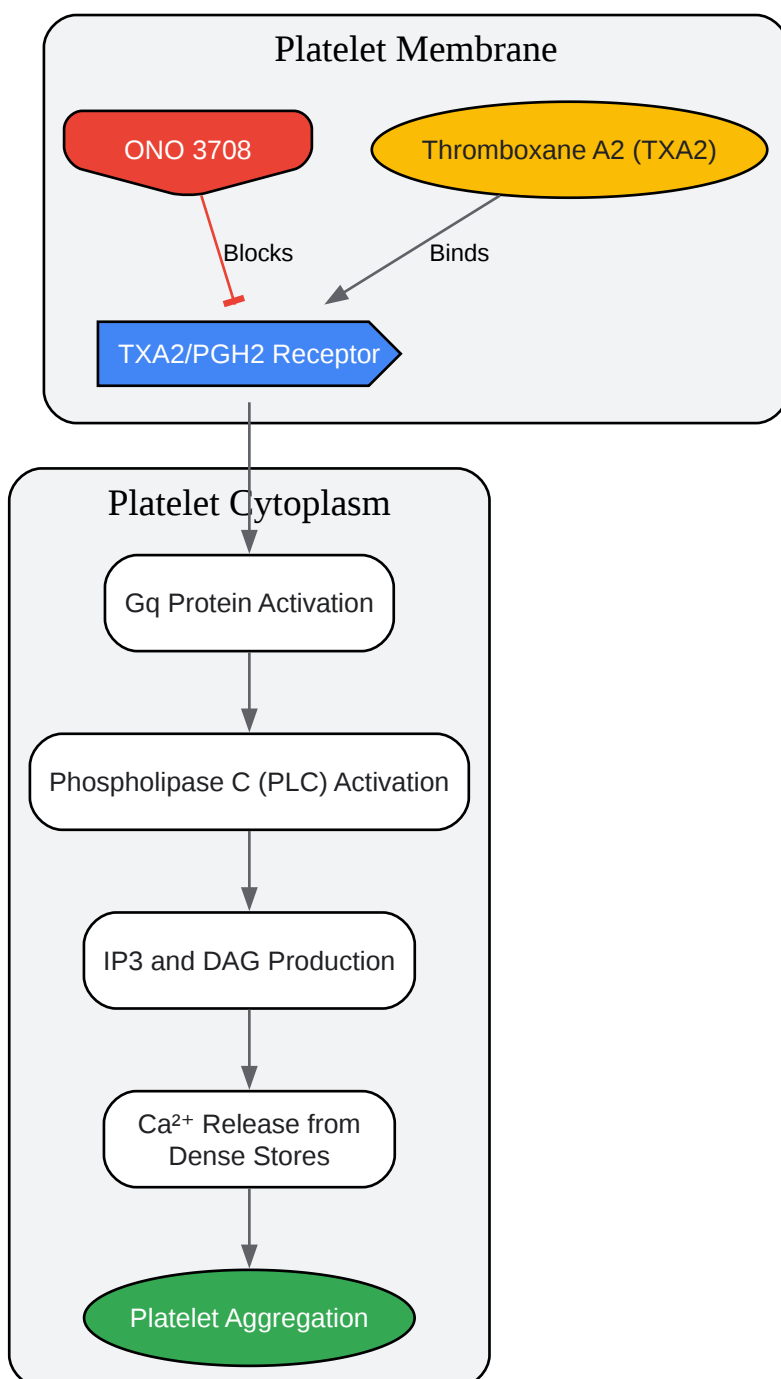 Platelet Membrane
ONO 3708
Thromboxane A2 (TXA2)
Blocks
Binds
TXA2/PGH2 Receptor
Platelet Cytoplasm
Gq Protein Activation
Phospholipase C (PLC) Activation
IP3 and DAG Production
Ca²⁺ Release from
Dense Stores
Platelet Aggregation